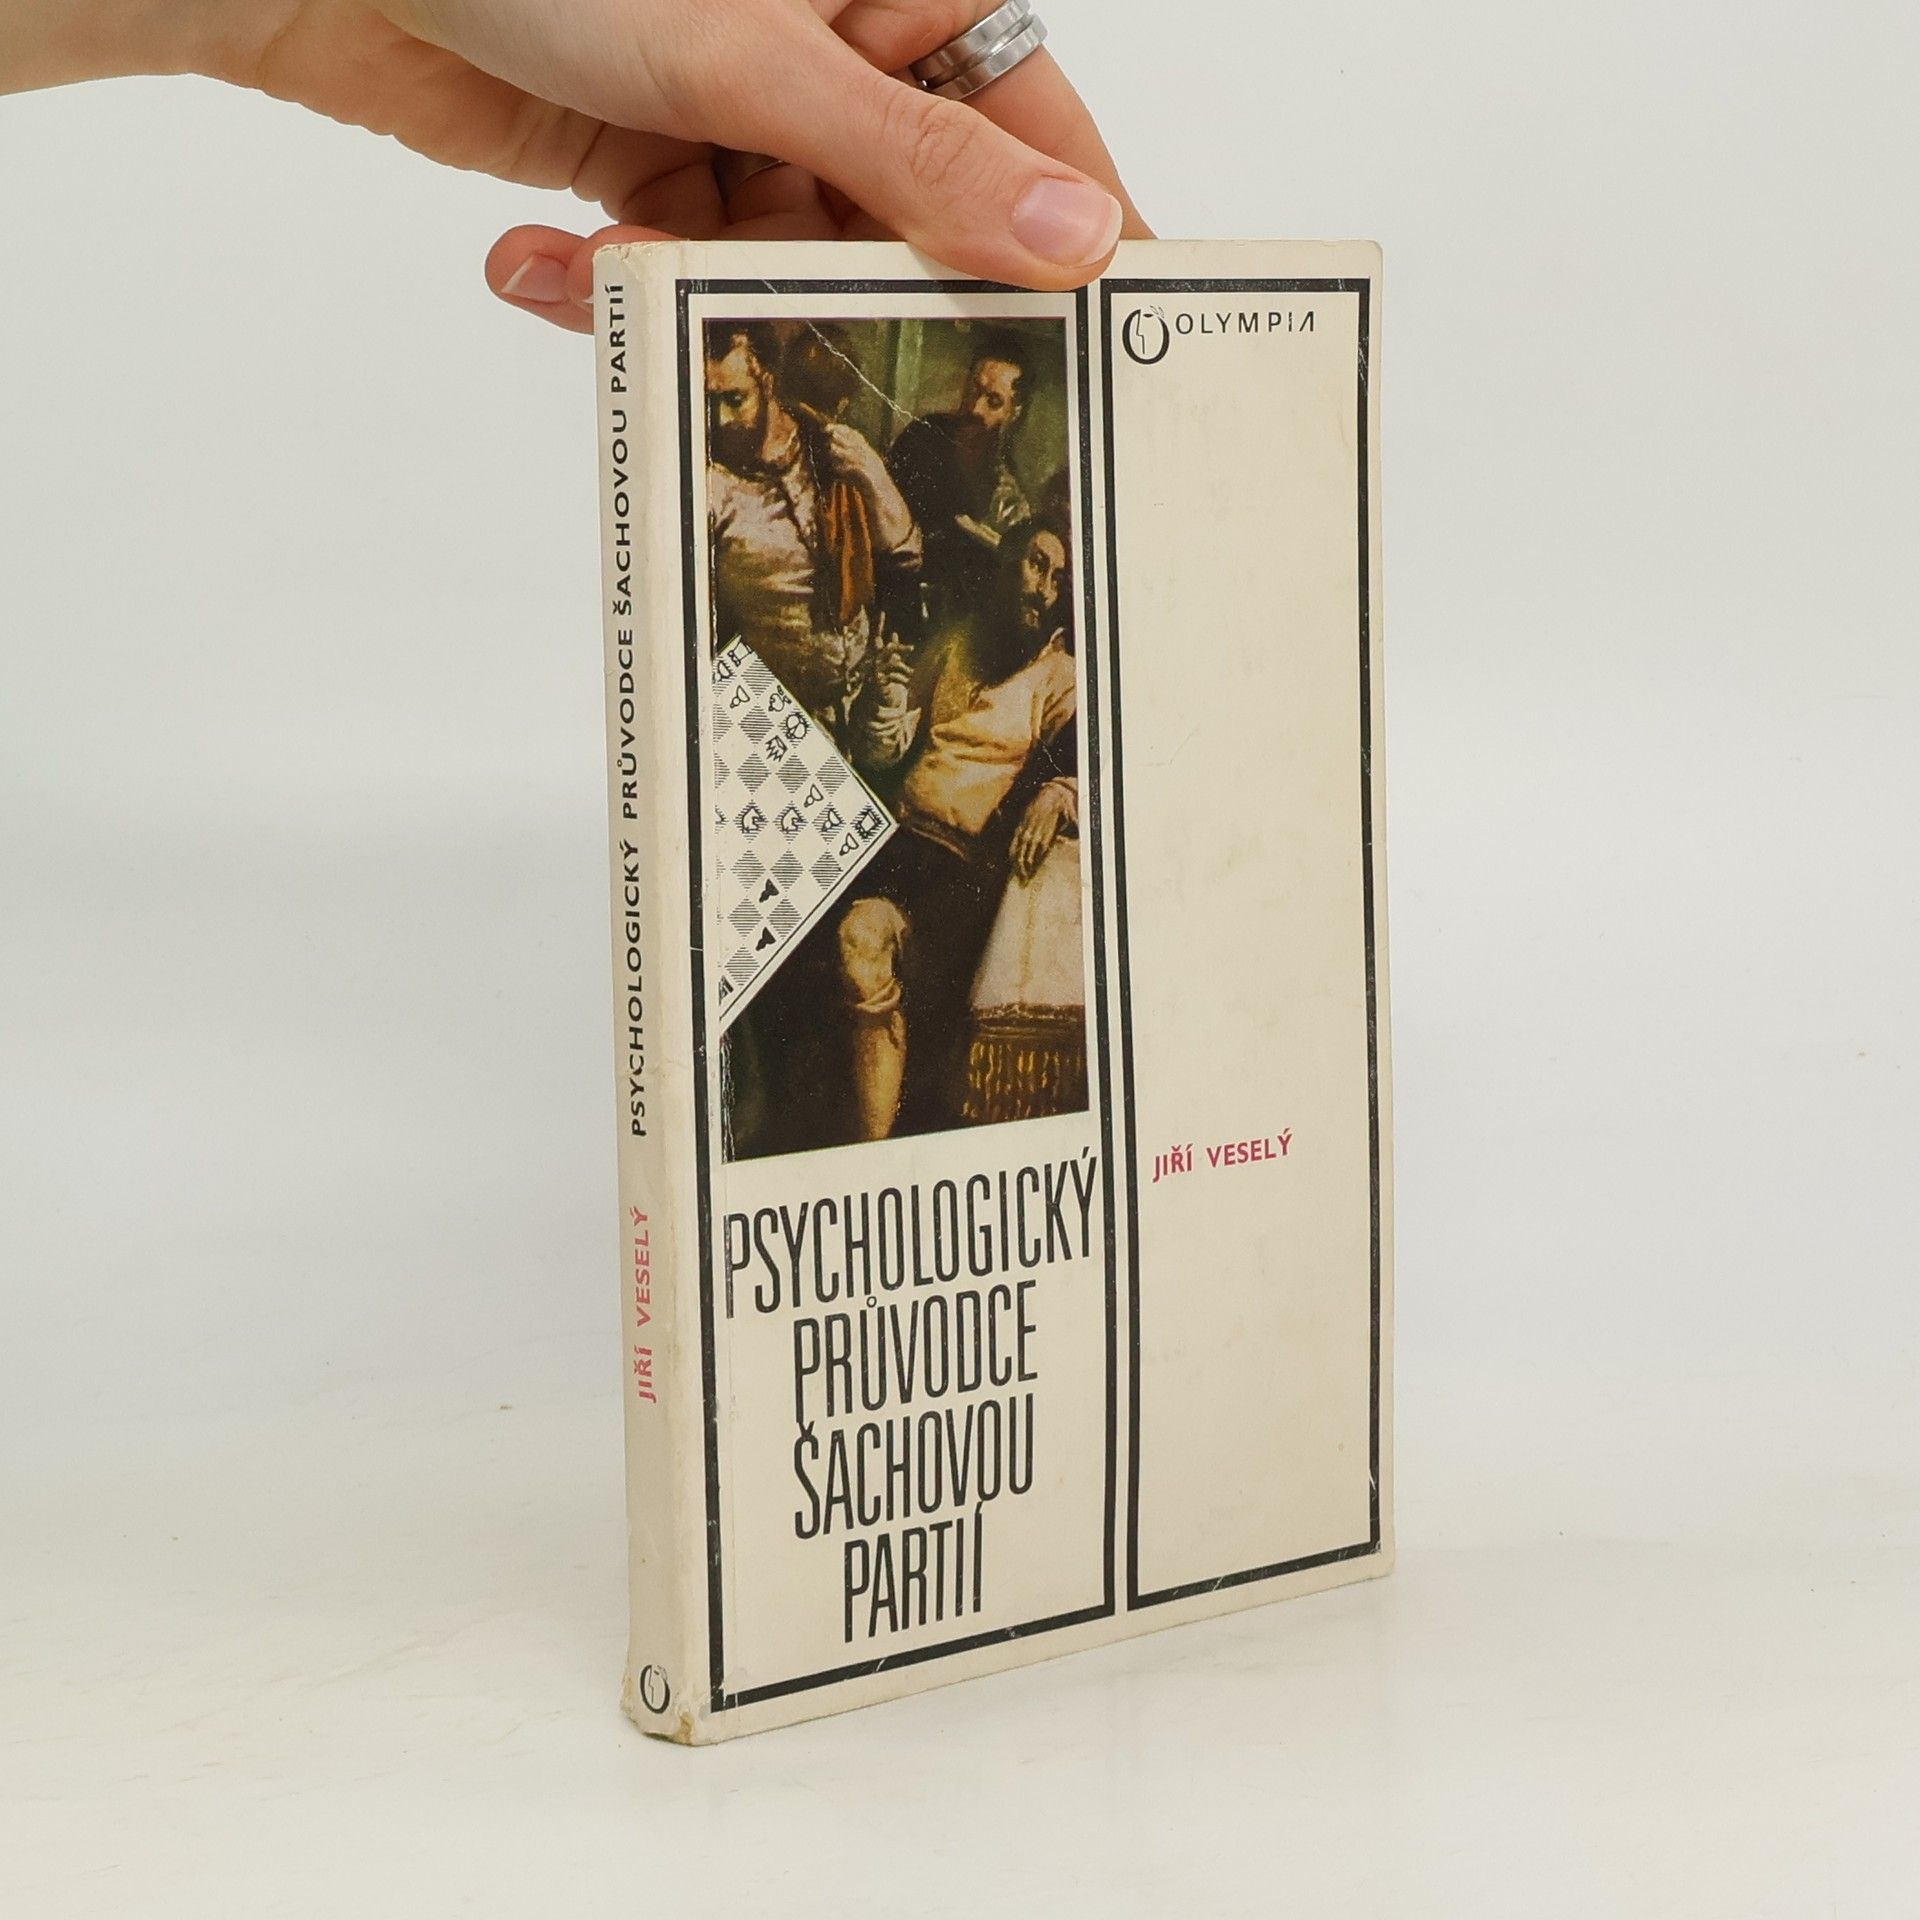 JIŘÍ VESELÝ PSYCHOLOGICKÝ PRŮVODCE ŠACHOVOU PARTIÍ
OLYMPIA
JIŘÍ VESELÝ
PSYCHOLOGICKÝ
PRŮVODCE
ŠACHOVOU
PARTIÍ